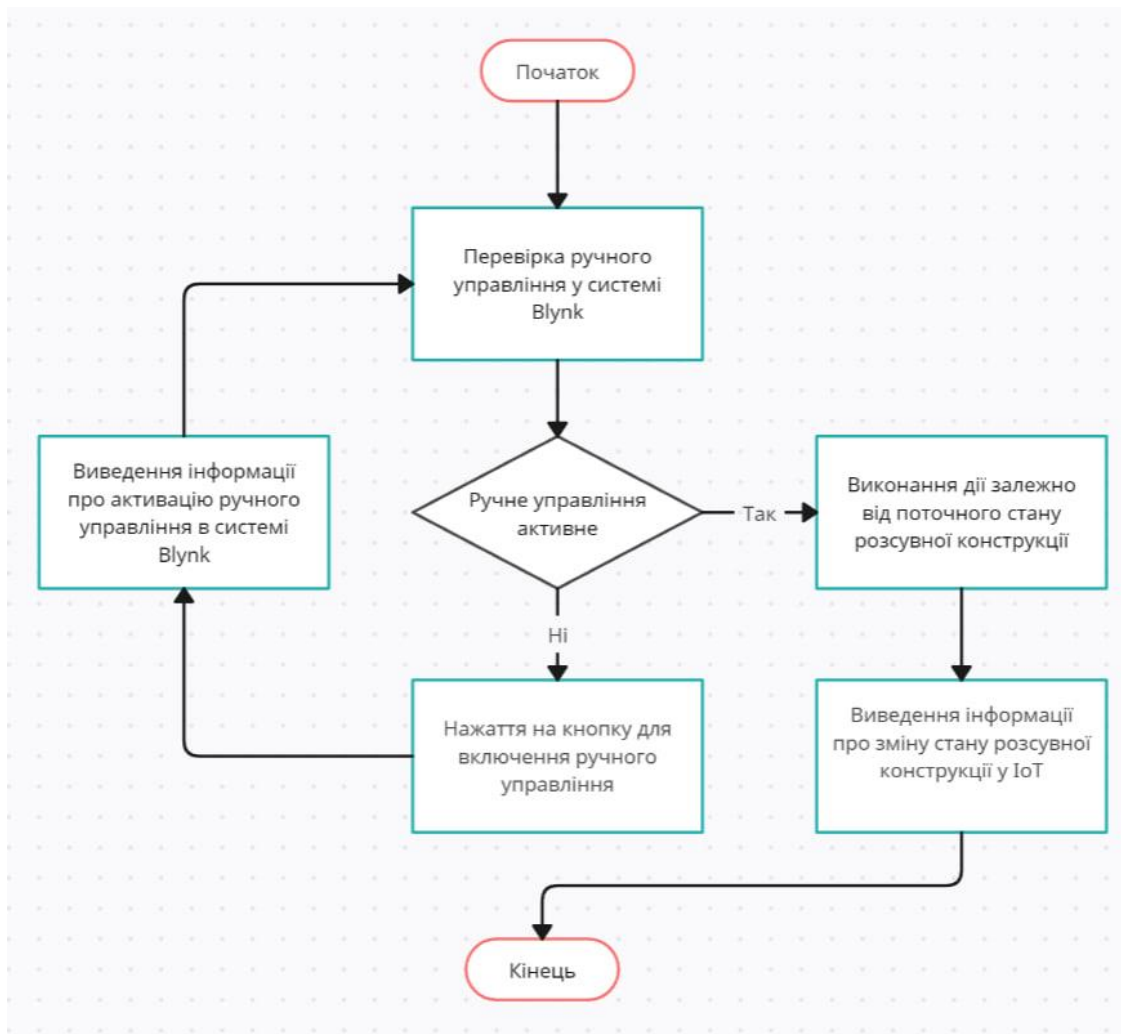 Початок
Перевірка ручного
управління у системі
Blynk
Виведення інформації
про активацію ручного
управління в системі
Blynk
Ручне управління
активне
Так
Виконання дії залежно
від поточного стану
розсувної конструкції
Ні
Нажаття на кнопку для
включення ручного
управління
Виведення інформації
про зміну стану розсувної
конструкції у IoT
Кінець